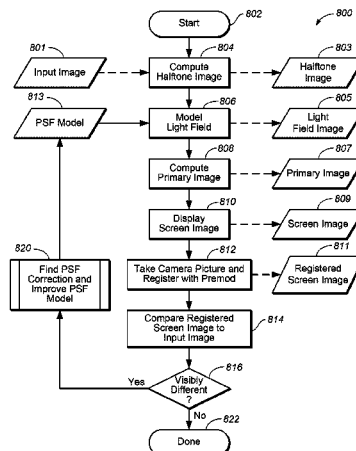 800
Start
802
801
Input Image
Compute
Halftone Image
804
803
Halftone
Image
813
PSF Model
806
Model
Light Field
805
Light
Field Image
808
Compute
Primary Image
807
Primary Image
810
Display
Screen Image
809
Screen Image
812
Take Camera Picture and
Register with Premod
811
Registered
Screen Image
820
Find PSF
Correction and
Improve PSF
Model
Compare Registered
Screen Image to
Input Image
814
816
Visibly
Different
?
Yes
No
822
Done